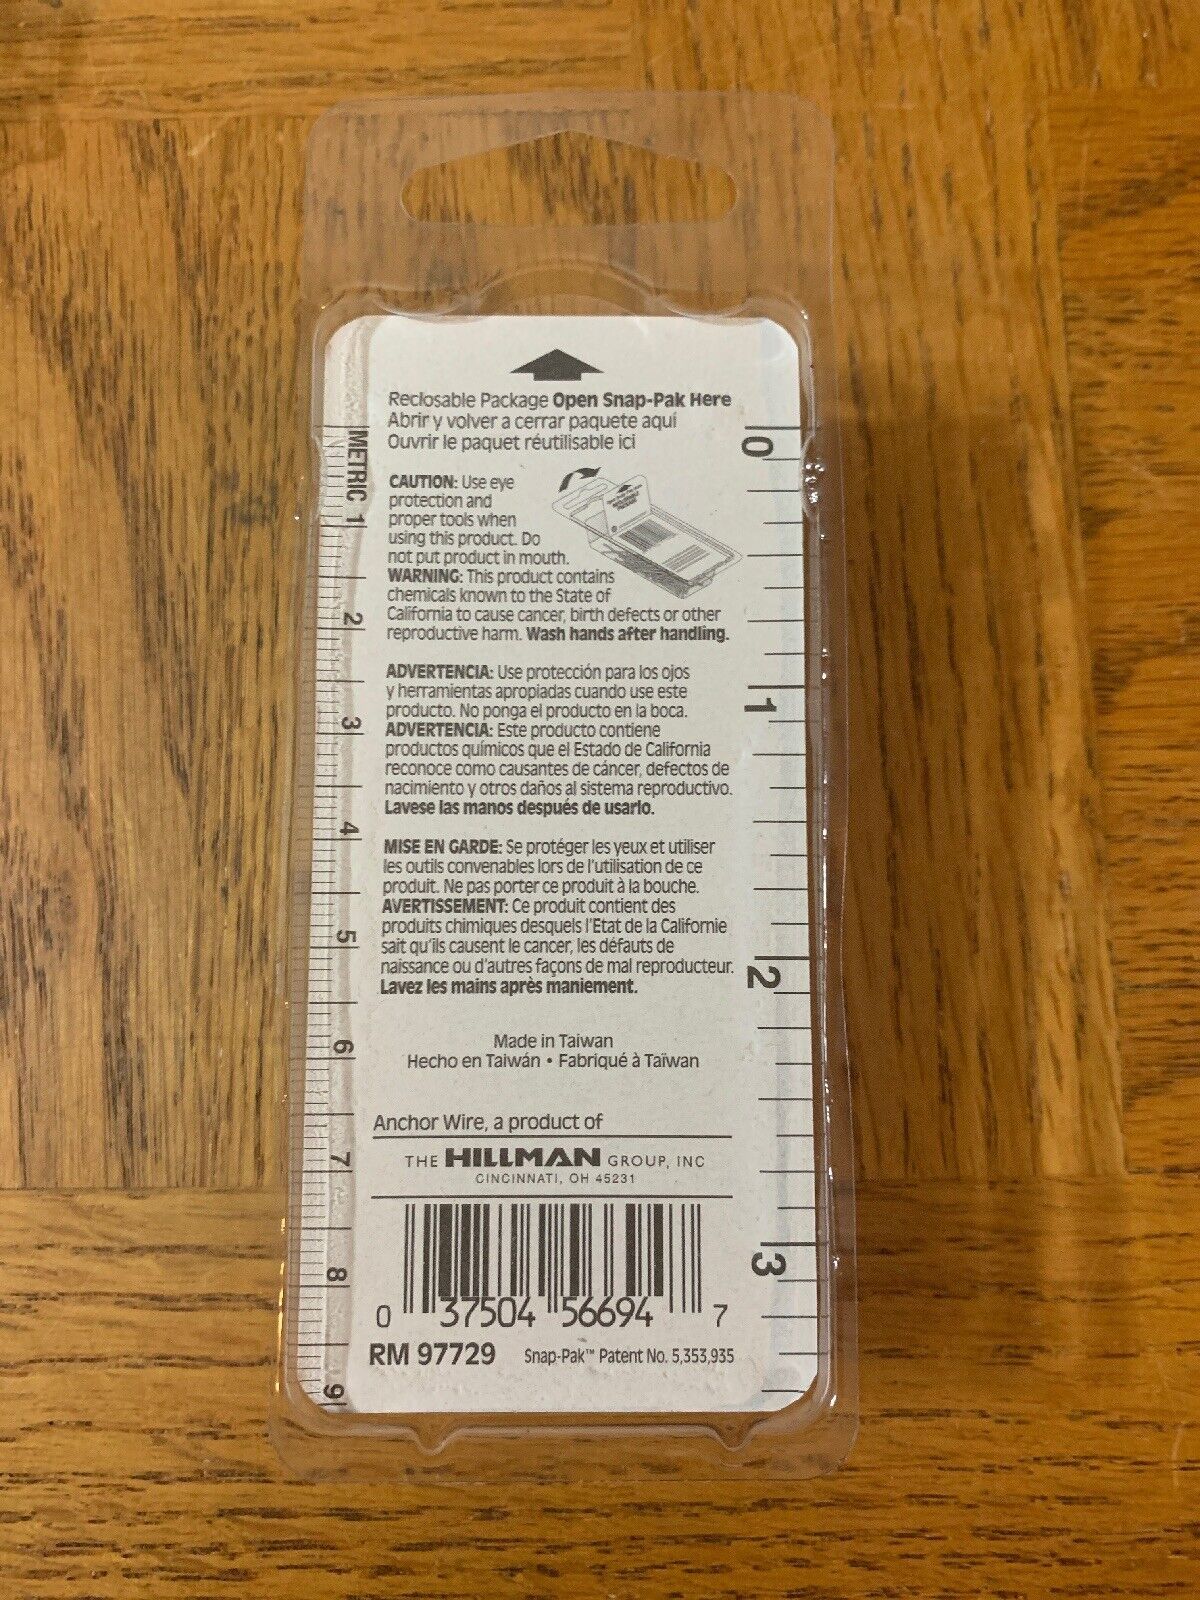 Reclosable Package Open Snap-Pak Here
Abrir y volver a cerrar paquete aquí
Ouvrir le paquet réutilisable ici
CAUTION: Use eye
protection and
proper tools when
using this product. Do
not put product in mouth.
WARNING: This product contains
chemicals known to the State of
California to cause cancer, birth defects or other
reproductive harm. Wash hands after handling.
ADVERTENCIA: Use protección para los ojos
y herramientas apropiadas cuando use este
producto. No ponga el producto en la boca.
ADVERTENCIA: Este producto contiene
productos químicos que el Estado de California
reconoce como causantes de cáncer, defectos de
nacimiento y otros daños al sistema reproductivo.
Lavese las manos después de usarlo.
MISE EN GARDE: Se protéger les yeux et utiliser
les outils convenables lors de l'utilisation de ce
produit. Ne pas porter ce produit à la bouche.
AVERTISSEMENT: Ce produit contient des
produits chimiques desquels l'Etat de la Californie
sait qu'ils causent le cancer, les défauts de
naissance ou d'autres façons de mal reproducteur.
Lavez les mains après maniement.
Made in Taiwan
Hecho en Taiwán • Fabriqué à Taïwan
Anchor Wire, a product of
THE HILLMAN GROUP, INC
CINCINNATI, OH 45231
0 37504 56694 7
RM 97729 Snap-Pak™ Patent No. 5,353,935
METRIC 1
2
3
4
5
6
7
8
9
0
1
2
3